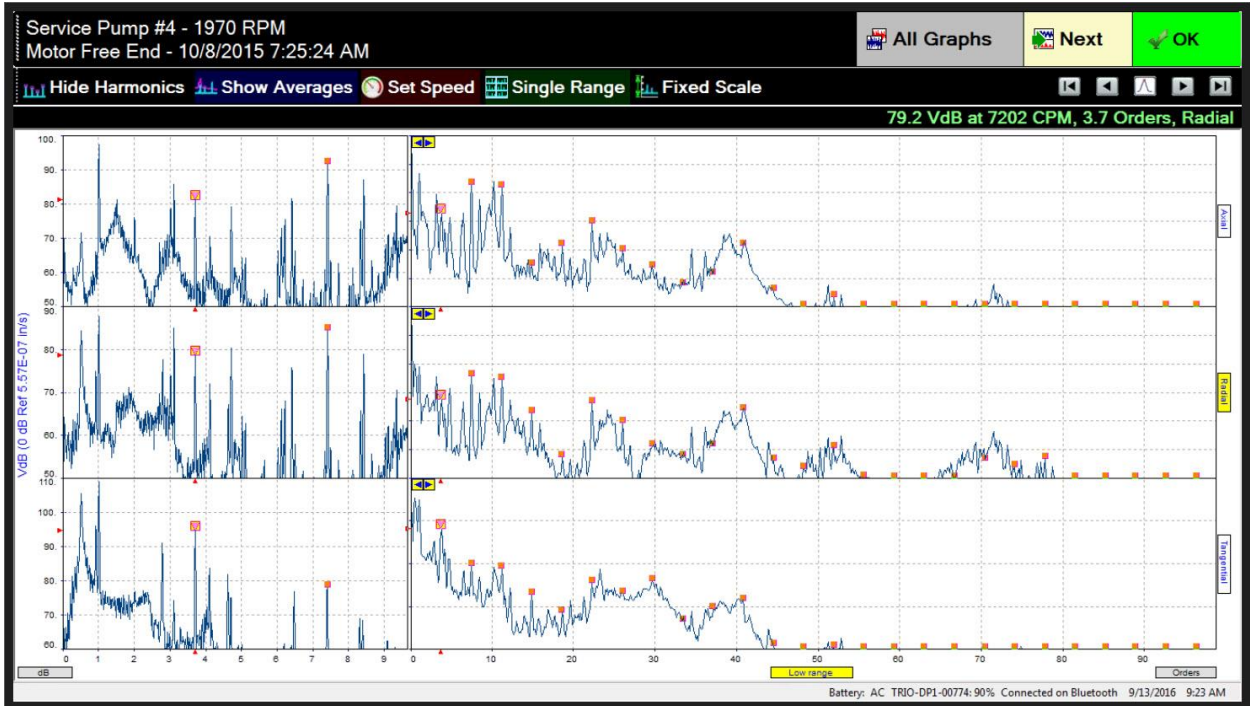 Service Pump #4 - 1970 RPM
Motor Free End - 10/8/2015 7:25:24 AM
All Graphs
Next
OK
Hide Harmonics
Show Averages
Set Speed
Single Range
Fixed Scale
79.2 VdB at 7202 CPM, 3.7 Orders, Radial
VdB (0 dB Ref 5.57E-07 in/s)
100.
90.
80.
70.
60.
50.
Axial
90.
80.
70.
60.
50.
Radial
110.
100.
90.
80.
70.
60.
Tangential
0 1 2 3 4 5 6 7 8 9
0 10 20 30 40 50 60 70 80 90
dB
Low range
Orders
Battery: AC TRIO-DP1-00774: 90% Connected on Bluetooth 9/13/2016 9:23 AM